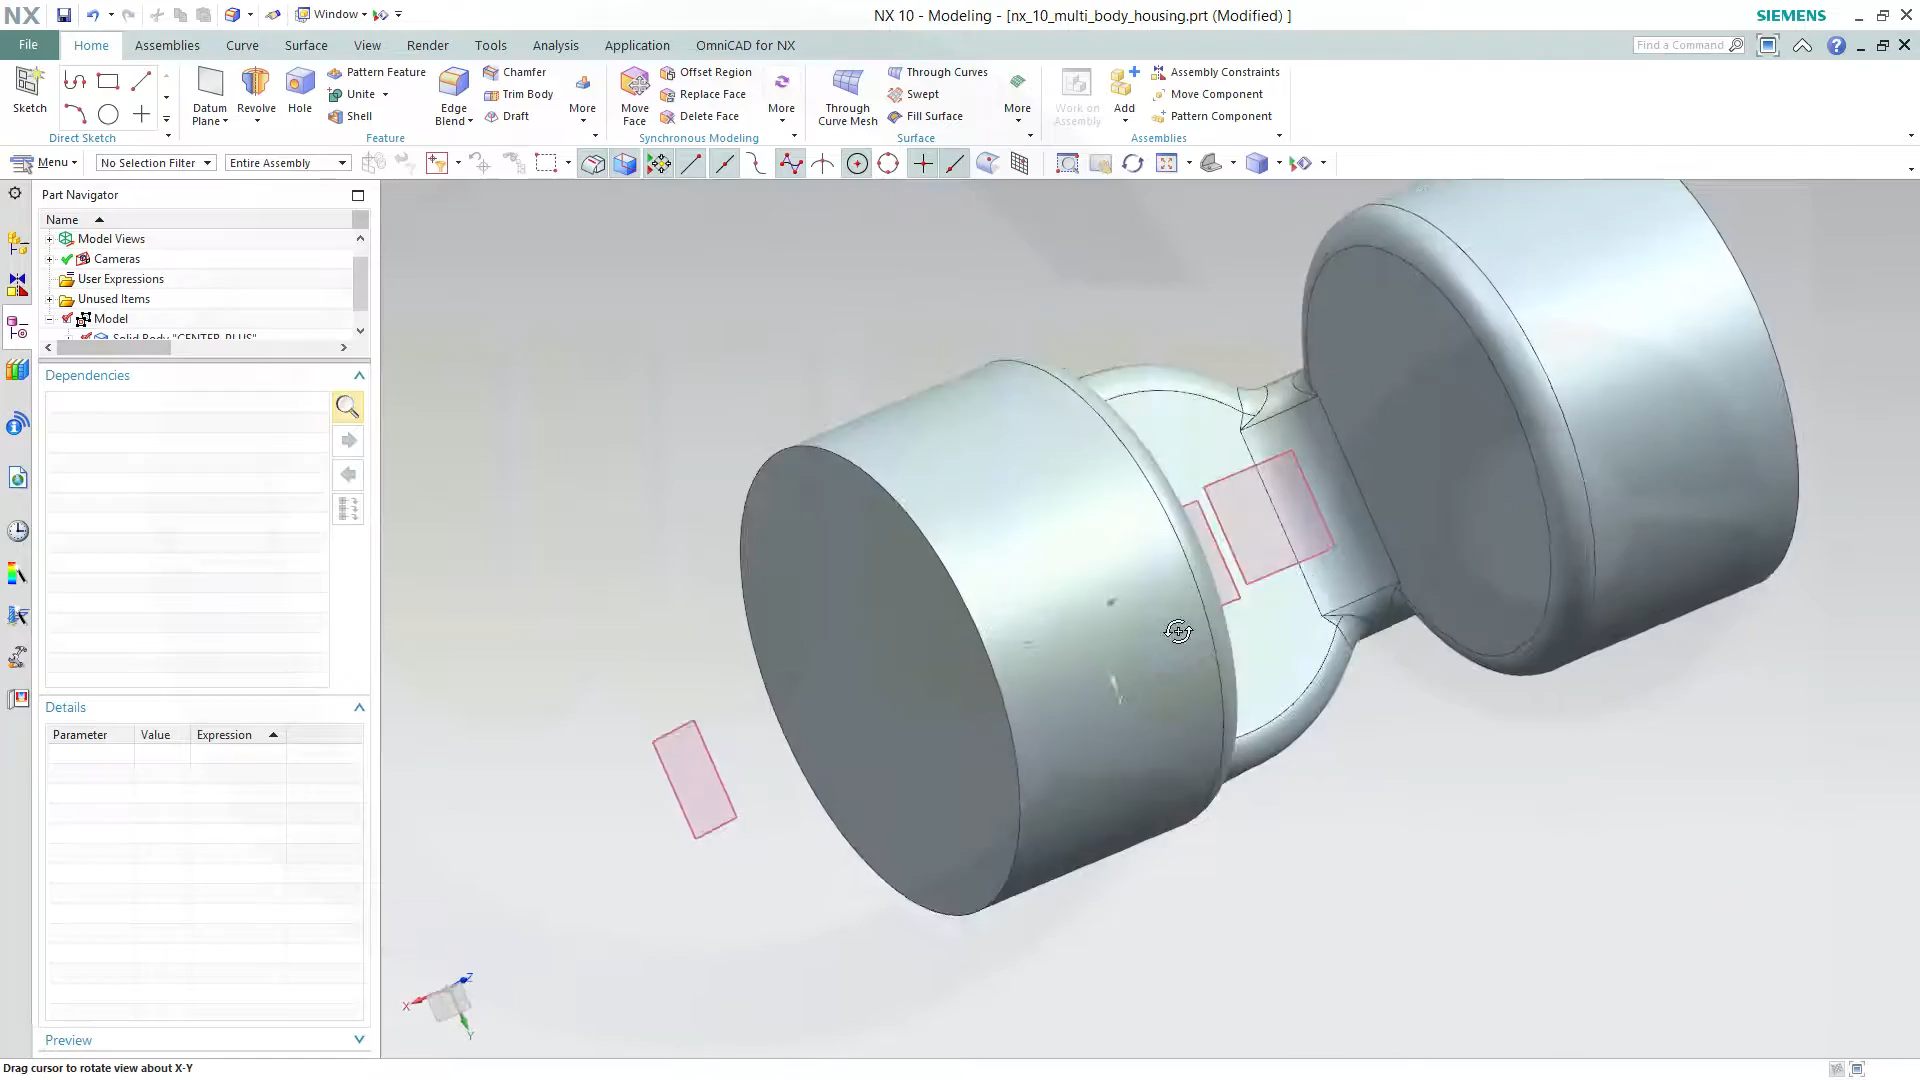 NX
Window
NX 10 - Modeling - [nx_10_multi_body_housing.prt (Modified) ]
SIEMENS
File
Home
Assemblies
Curve
Surface
View
Render
Tools
Analysis
Application
OmniCAD for NX
Find a Command
Sketch
Direct Sketch
Datum Plane
Revolve
Hole
Pattern Feature
Unite
Shell
Edge Blend
Chamfer
Trim Body
Draft
More
Feature
Move Face
Offset Region
Replace Face
Delete Face
More
Synchronous Modeling
Through Curve Mesh
Through Curves
Swept
Fill Surface
More
Surface
Work on Assembly
Add
Assembly Constraints
Move Component
Pattern Component
Assemblies
Menu
No Selection Filter
Entire Assembly
Part Navigator
Name
Model Views
Cameras
User Expressions
Unused Items
Model
Solid Body "CENTER_PLUS"
Dependencies
Details
Parameter
Value
Expression
Preview
X
Z
Y
Drag cursor to rotate view about X-Y